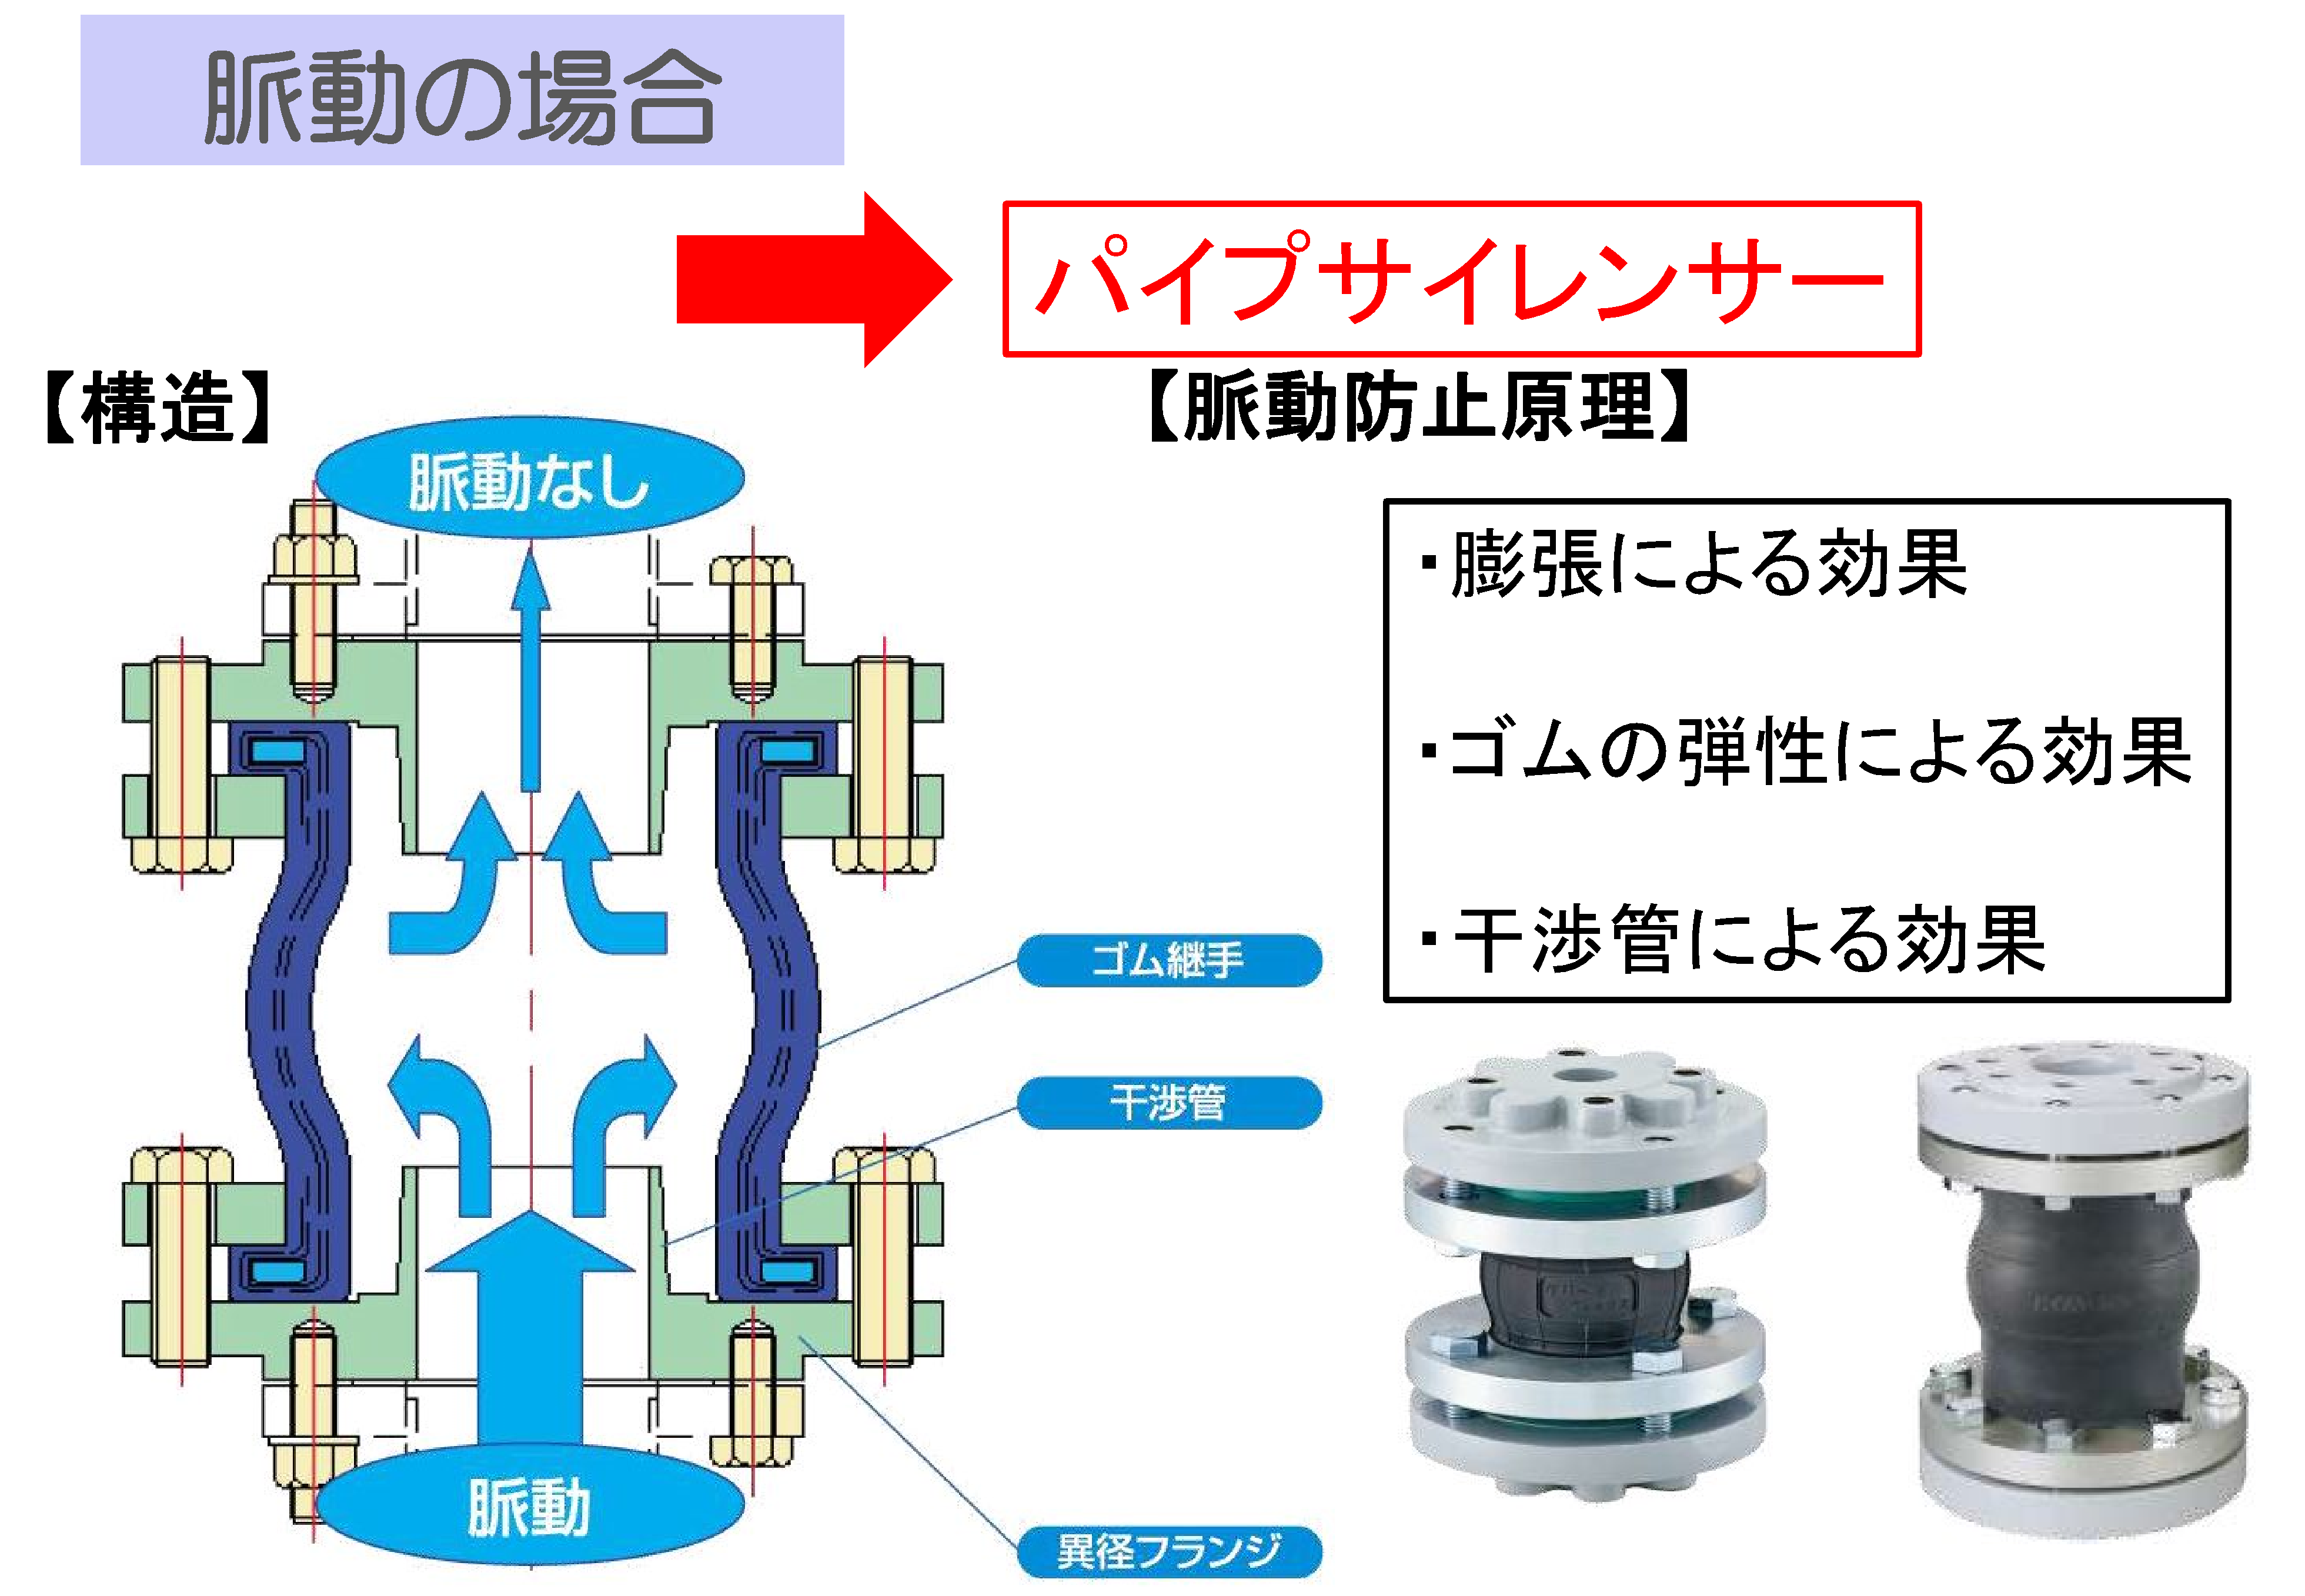 脈動の場合
パイプサイレンサー
【構造】
【脈動防止原理】
脈動なし
・膨張による効果
・ゴムの弾性による効果
・干渉管による効果
ゴム継手
干渉管
脈動
異径フランジ